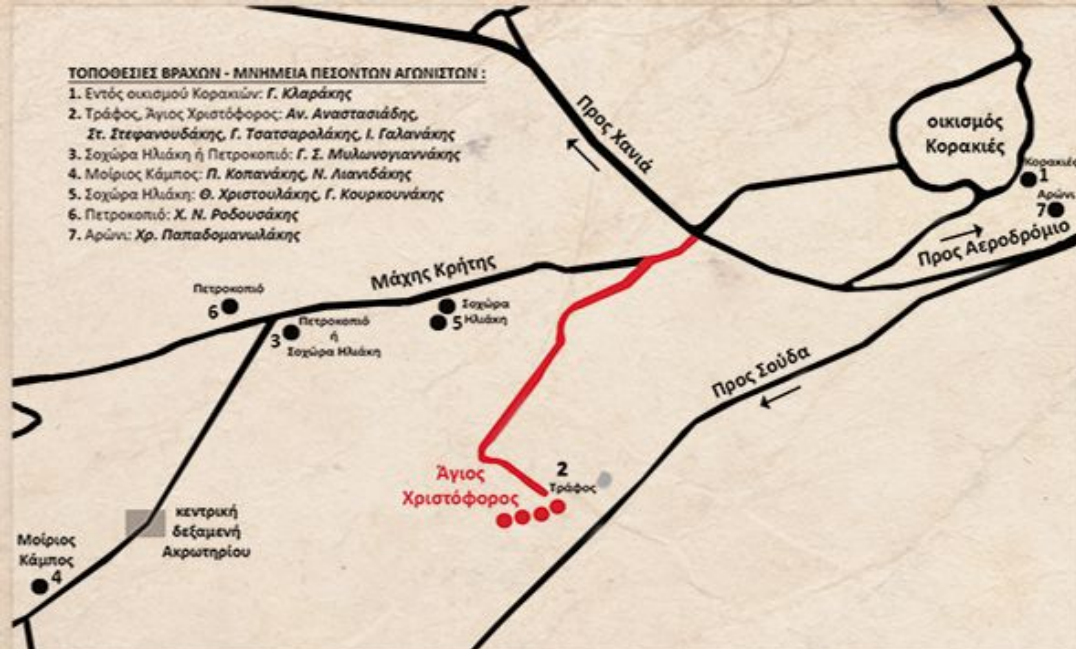 ΤΟΠΟΘΕΣΙΕΣ ΒΡΑΧΩΝ - ΜΝΗΜΕΙΑ ΠΕΣΟΝΤΩΝ ΑΓΩΝΙΣΤΩΝ :
1. Εντός οικισμού Κορακιών: Γ. Κλαράκης
2. Τράφος, Άγιος Χριστόφορος: Αν. Αναστασιάδης,
Στ. Στεφανουδάκης, Γ. Τσατσαρολάκης, Ι. Γαλανάκης
3. Σοχώρα Ηλιάκη ή Πετροκοπιό: Γ. Σ. Μυλωνογιαννάκης
4. Μοίριος Κάμπος: Π. Κοπανάκης, Ν. Λιανιδάκης
5. Σοχώρα Ηλιάκη: Θ. Χριστουλάκης, Γ. Κουρκουνάκης
6. Πετροκοπιό: Χ. Ν. Ροδουσάκης
7. Αρώνι: Χρ. Παπαδομανωλάκης
Προς Χανιά
οικισμός
Κορακιές
Κορακιές
1
Αρώνι
7
Προς Αεροδρόμιο
Μάχης Κρήτης
Πετροκοπιό
6
3
Πετροκοπιό
ή
Σοχώρα Ηλιάκη
Σοχώρα
5 Ηλιάκη
Προς Σούδα
Άγιος
Χριστόφορος
2
Τράφος
κεντρική
δεξαμενή
Ακρωτηρίου
Μοίριος
Κάμπος
4